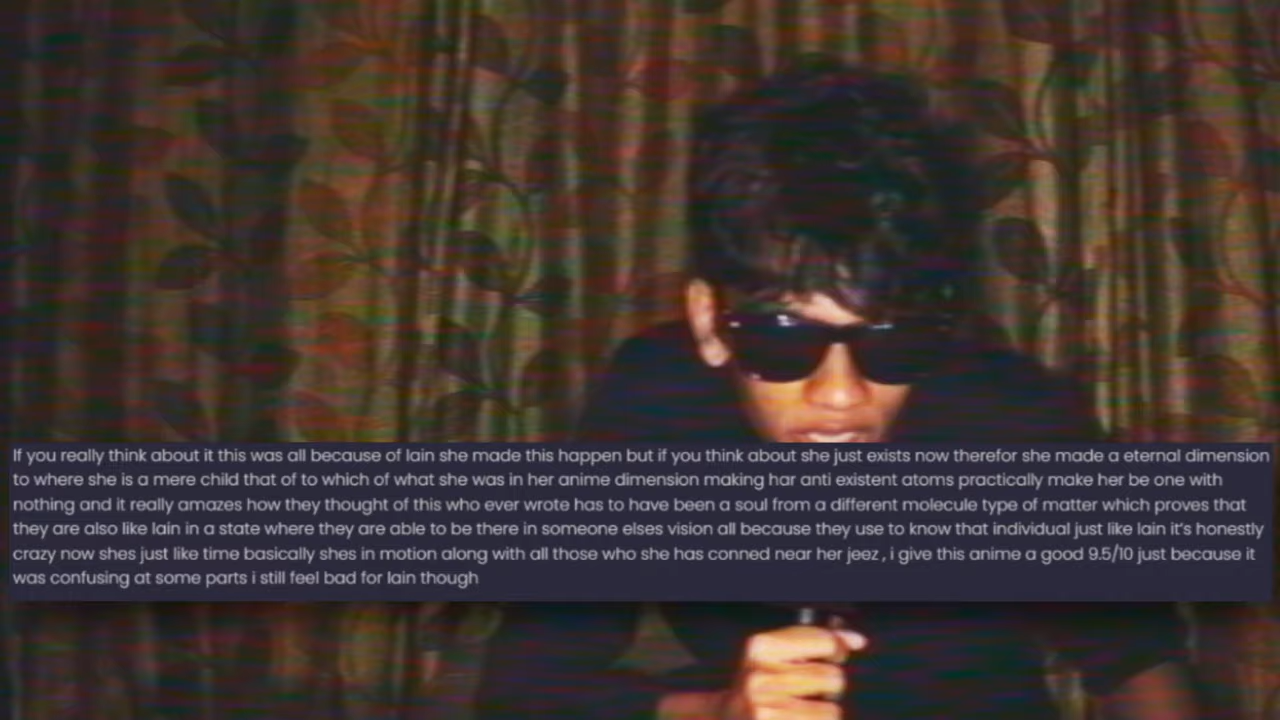 If you really think about it this was all because of lain she made this happen but if you think about she just exists now therefor she made a eternal dimension
to where she is a mere child that of to which of what she was in her anime dimension making har anti existent atoms practically make her be one with
nothing and it really amazes how they thought of this who ever wrote has to have been a soul from a different molecule type of matter which proves that
they are also like lain in a state where they are able to be there in someone elses vision all because they use to know that individual just like lain it's honestly
crazy now shes just like time basically shes in motion along with all those who she has conned near her jeez , i give this anime a good 9.5/10 just because it
was confusing at some parts i still feel bad for lain though